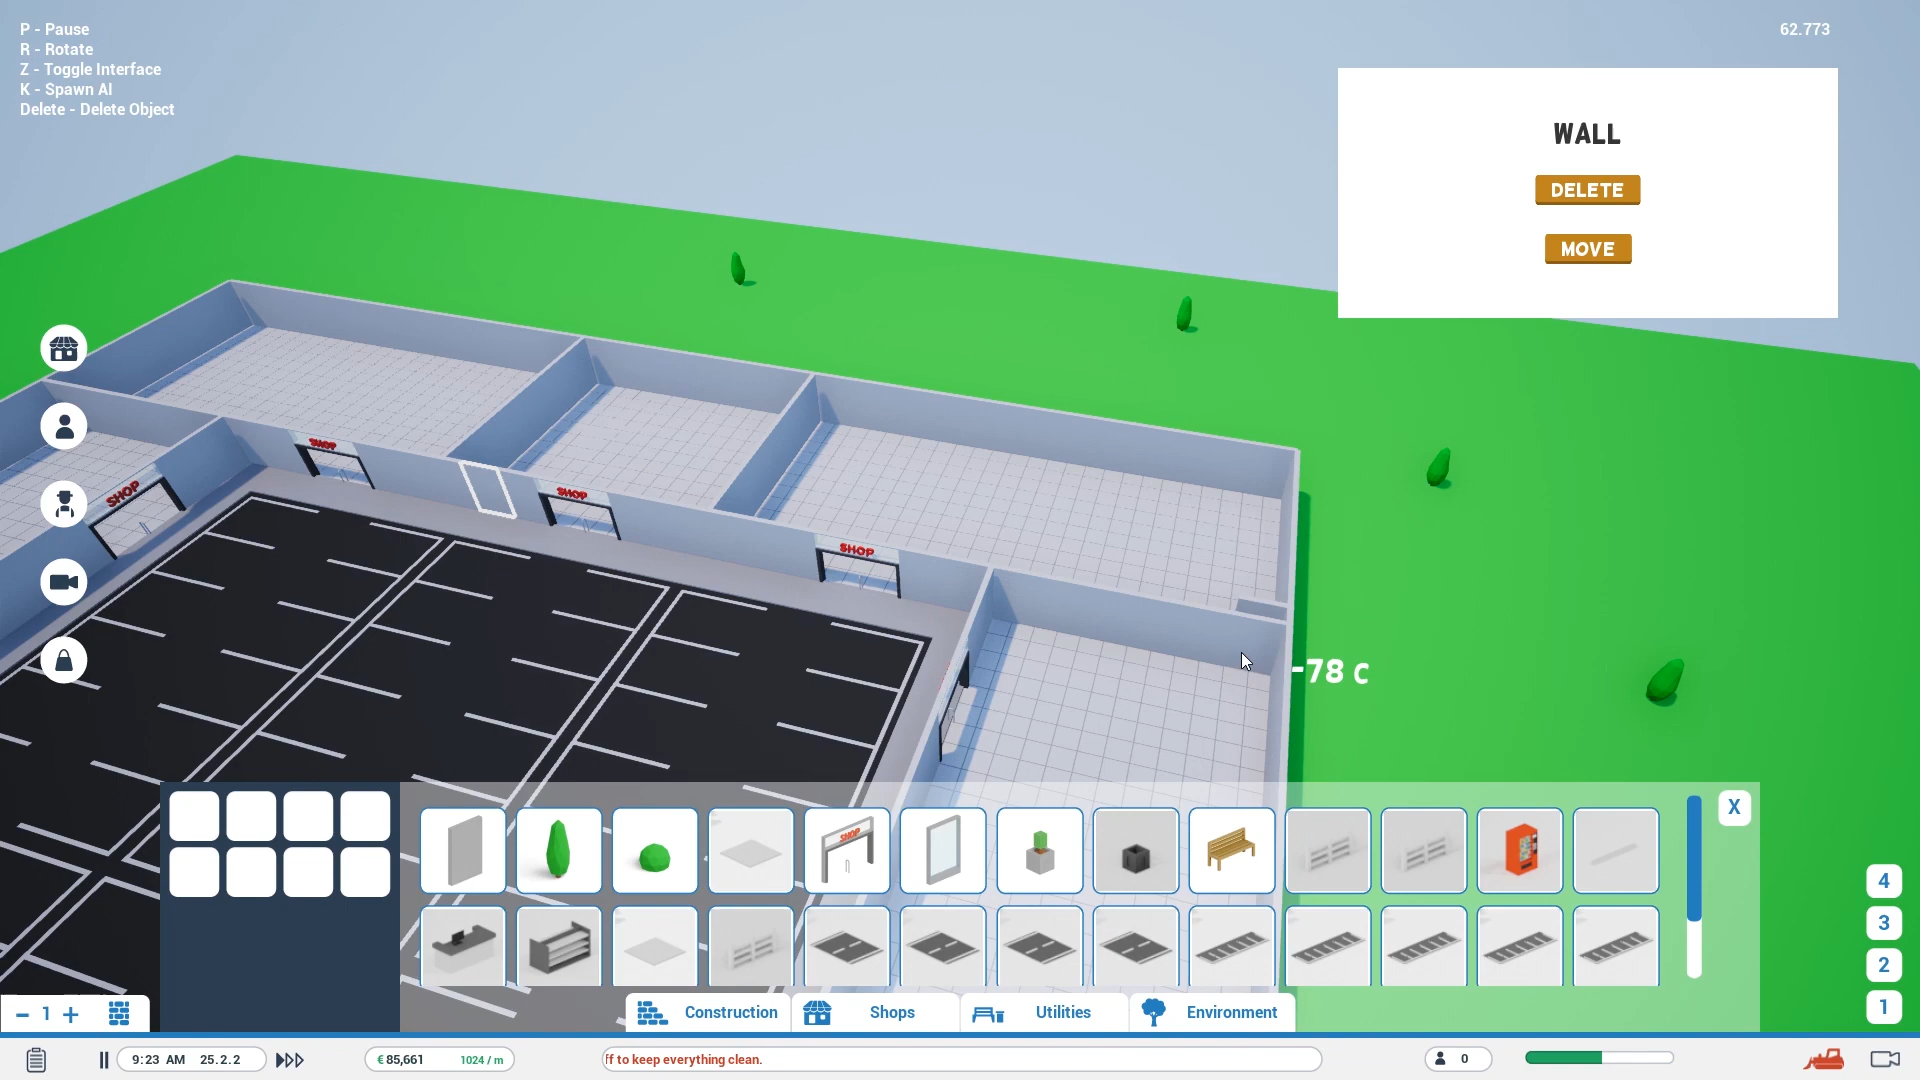 P - Pause
R - Rotate
Z - Toggle Interface
K - Spawn AI
Delete - Delete Object
62.773
WALL
DELETE
MOVE
SHOP
SHOP
SHOP
SHOP
-78 C
SHOP
X
4
3
2
1
− 1 +
Construction
Shops
Utilities
Environment
9:23 AM 25.2.2
€ 85,661 1024 / m
ff to keep everything clean.
0